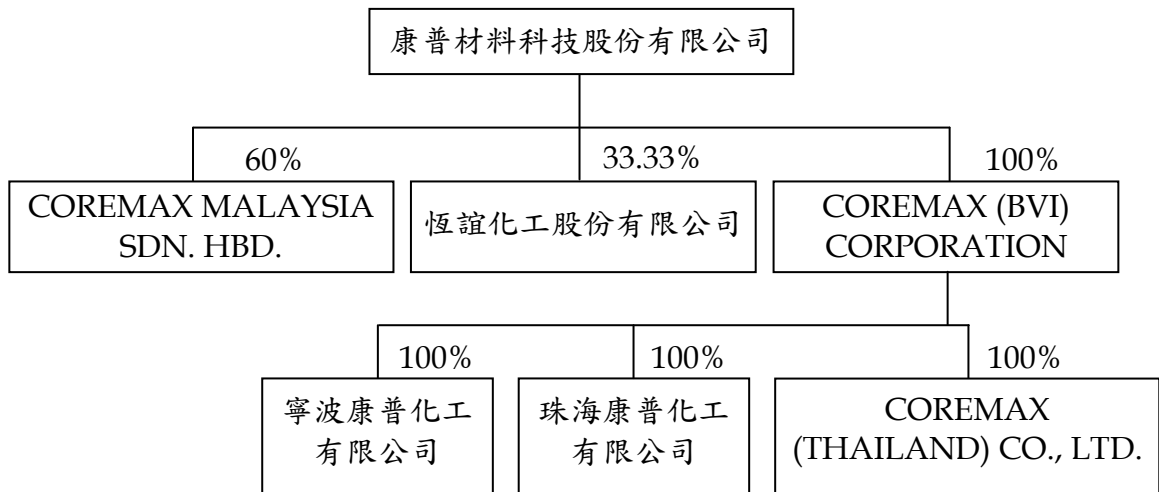 康普材料科技股份有限公司
60%
33.33%
100%
COREMAX MALAYSIA
SDN. HBD.
恆誼化工股份有限公司
COREMAX (BVI)
CORPORATION
100%
100%
100%
寧波康普化工
有限公司
珠海康普化工
有限公司
COREMAX
(THAILAND) CO., LTD.